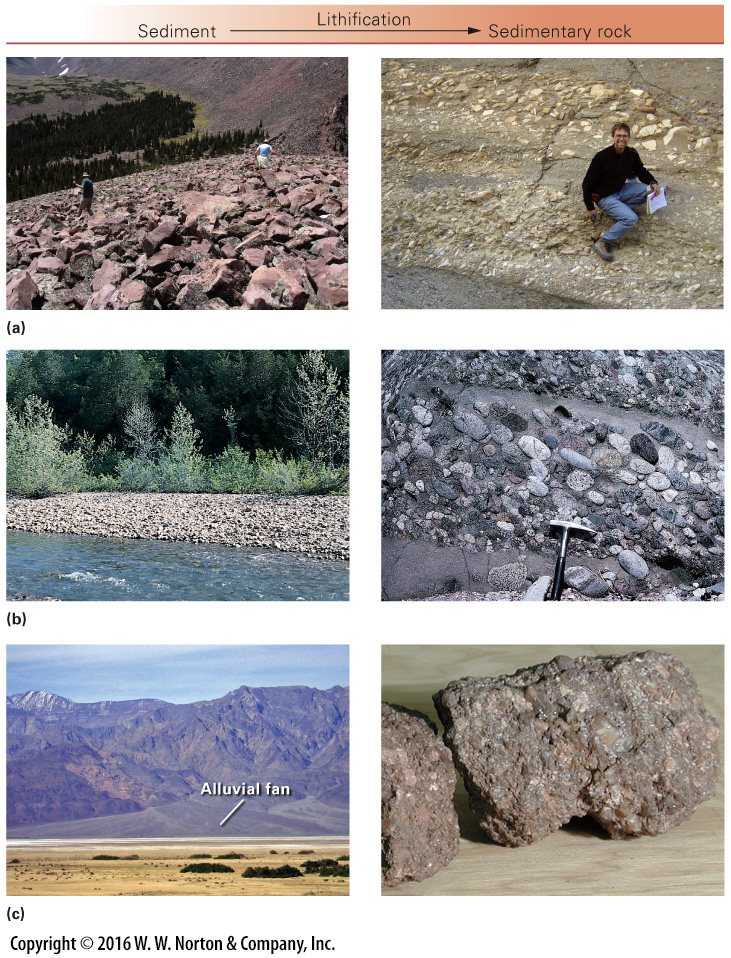 Lithification
Sediment
Sedimentary rock
(a)
(b)
Alluvial fan
(c)
Copyright © 2016 W. W. Norton & Company, Inc.